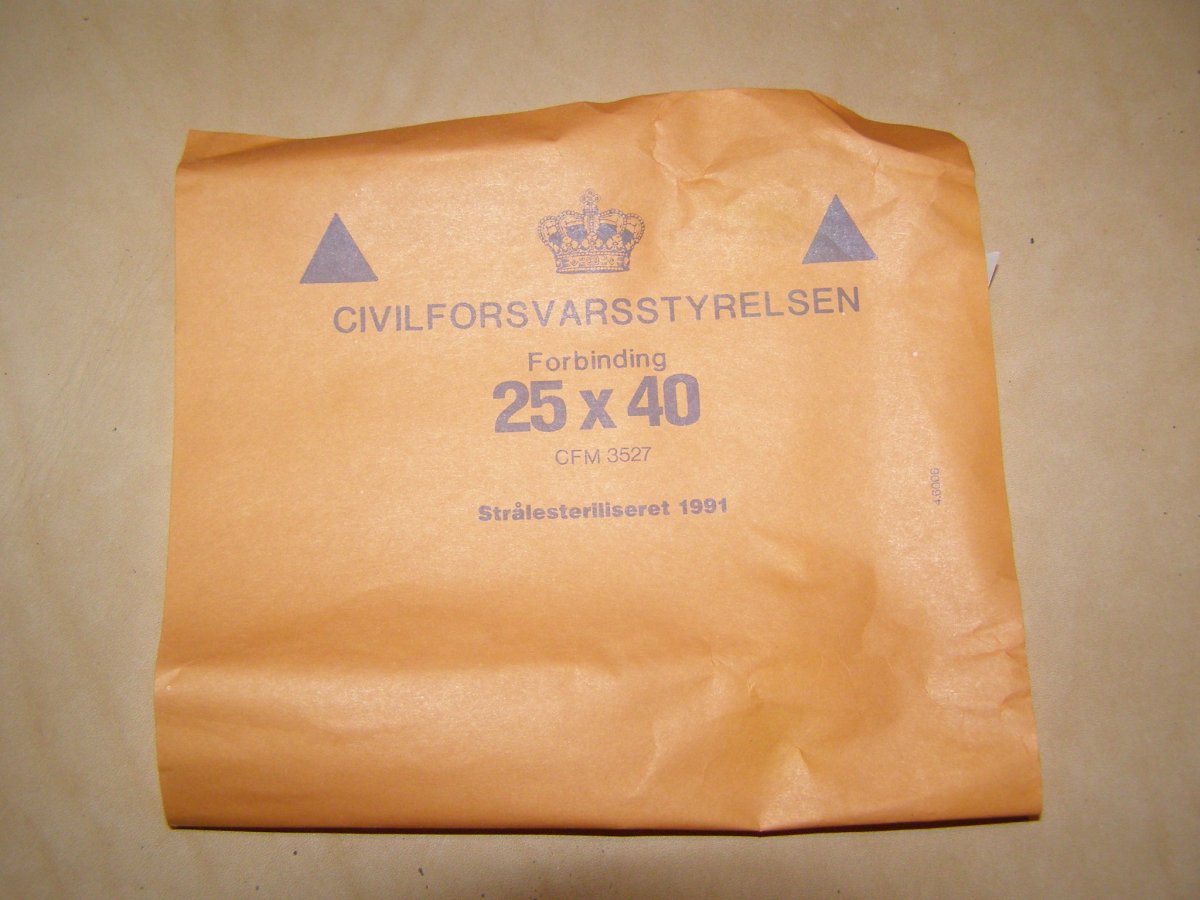 CIVILFORSVARSSTYRELSEN
Forbinding
25 x 40
CFM 3527
Strålesteriliseret 1991
46006